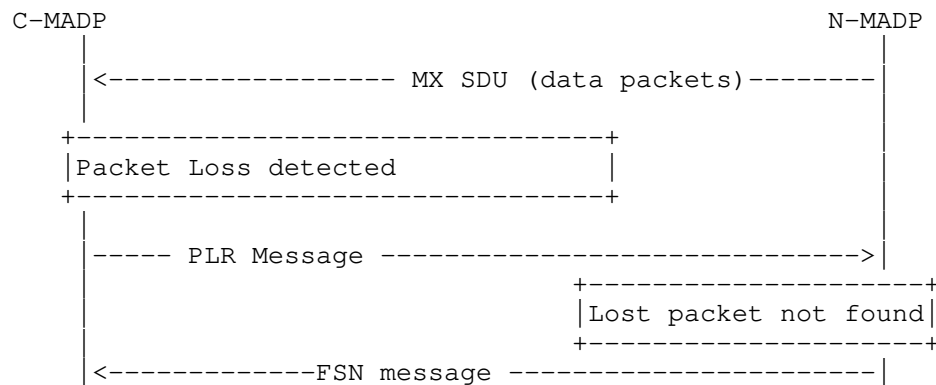 C-MADP N-MADP
|<------------------ MX SDU (data packets)--------|
+---------------------------------+
|Packet Loss detected |
+---------------------------------+
|----- PLR Message ------------------------------>|
+---------------------+
|Lost packet not found|
+---------------------+
|<-------------FSN message -----------------------|